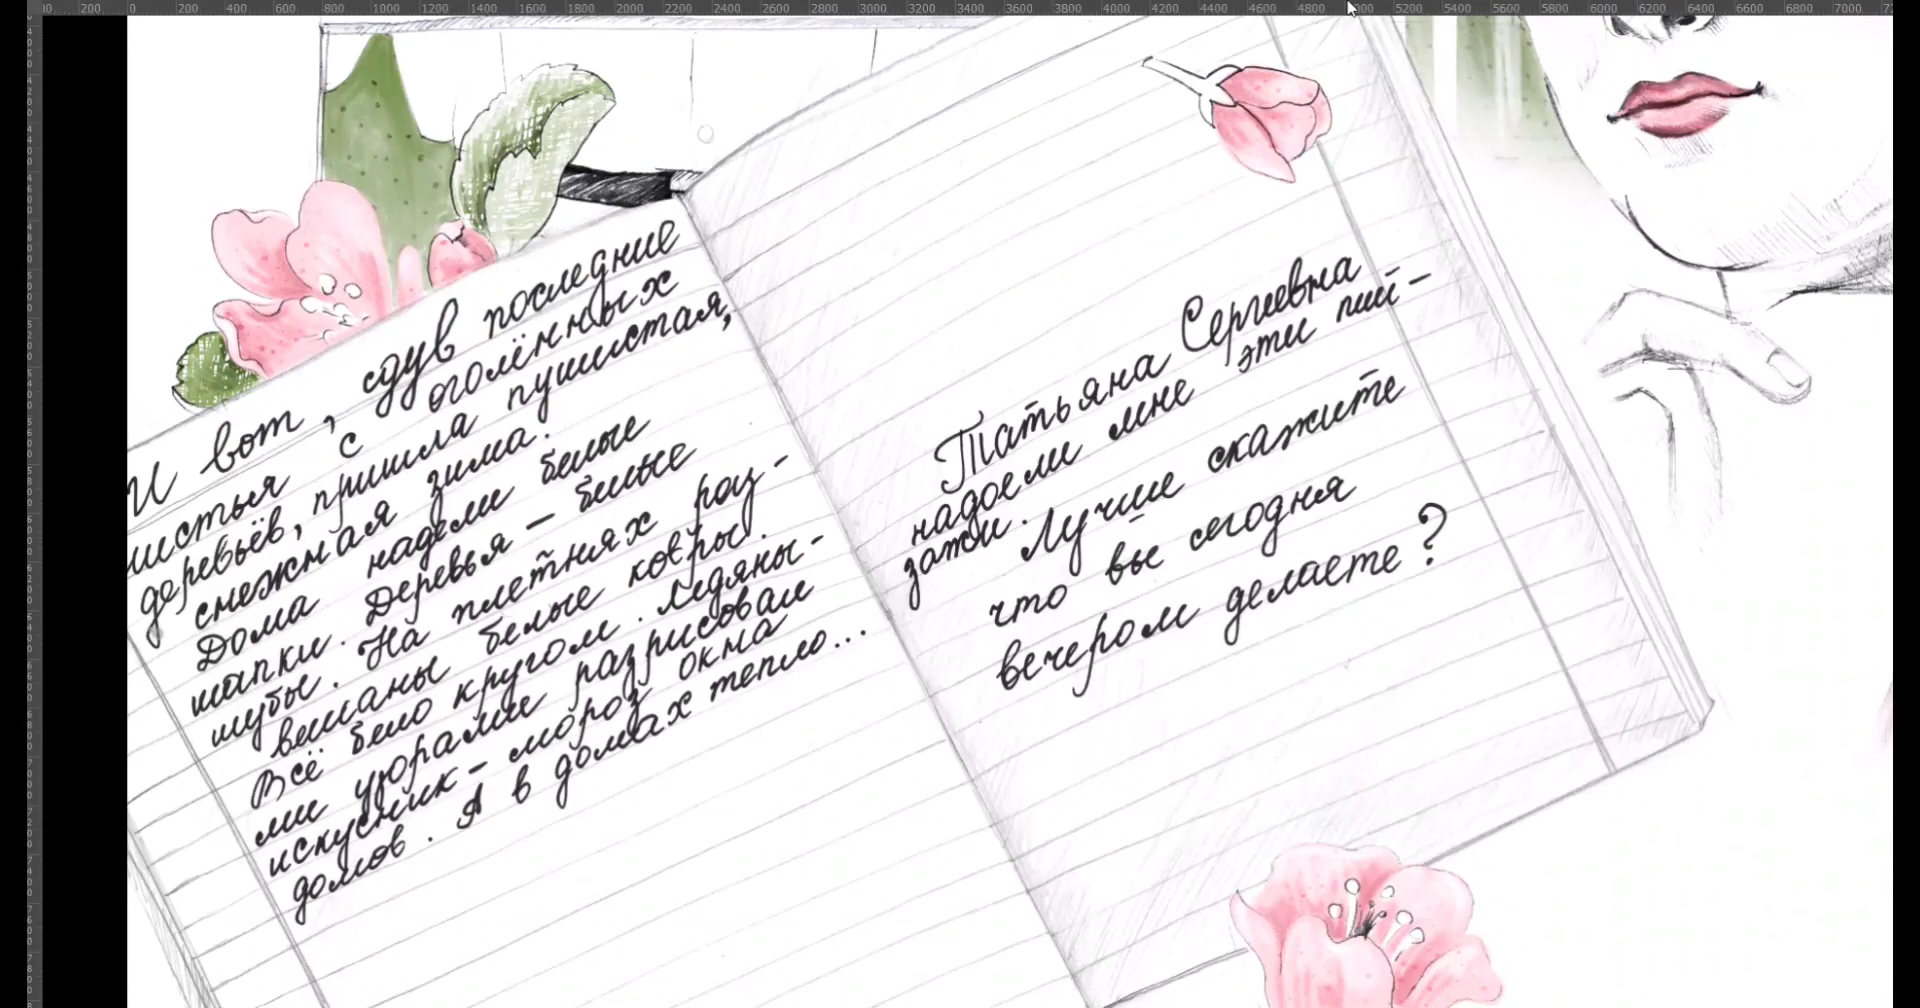 И вот, сдув последние
листья с оголённых
деревьев, пришла пушистая,
снежная зима.
Дома надели белые
шапки. Деревья — белые
шубы. На плетнях раз-
вешаны белые ковры.
Всё бело кругом. Ледяны-
ми узорами разрисовал
искусник-мороз окна
домов. А в домах тепло...
Татьяна Сергеевна
надоели мне эти пей-
зажи.
Лучше скажите
что вы сегодня
вечером делаете?